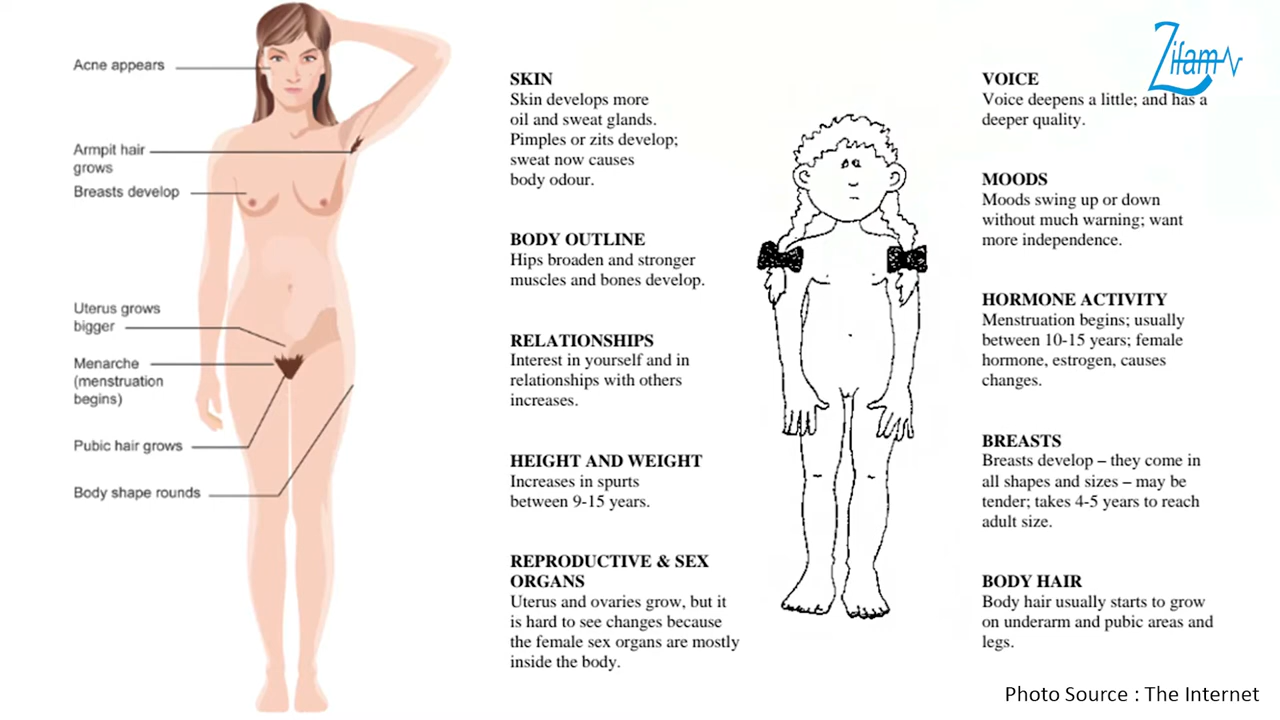 Acne appears
Armpit hair
grows
Breasts develop
Uterus grows
bigger
Menarche
(menstruation
begins)
Pubic hair grows
Body shape rounds
SKIN
Skin develops more
oil and sweat glands.
Pimples or zits develop;
sweat now causes
body odour.
BODY OUTLINE
Hips broaden and stronger
muscles and bones develop.
RELATIONSHIPS
Interest in yourself and in
relationships with others
increases.
HEIGHT AND WEIGHT
Increases in spurts
between 9-15 years.
REPRODUCTIVE & SEX
ORGANS
Uterus and ovaries grow, but it
is hard to see changes because
the female sex organs are mostly
inside the body.
Zifam
VOICE
Voice deepens a little; and has a
deeper quality.
MOODS
Moods swing up or down
without much warning; want
more independence.
HORMONE ACTIVITY
Menstruation begins; usually
between 10-15 years; female
hormone, estrogen, causes
changes.
BREASTS
Breasts develop – they come in
all shapes and sizes – may be
tender; takes 4-5 years to reach
adult size.
BODY HAIR
Body hair usually starts to grow
on underarm and pubic areas and
legs.
Photo Source : The Internet